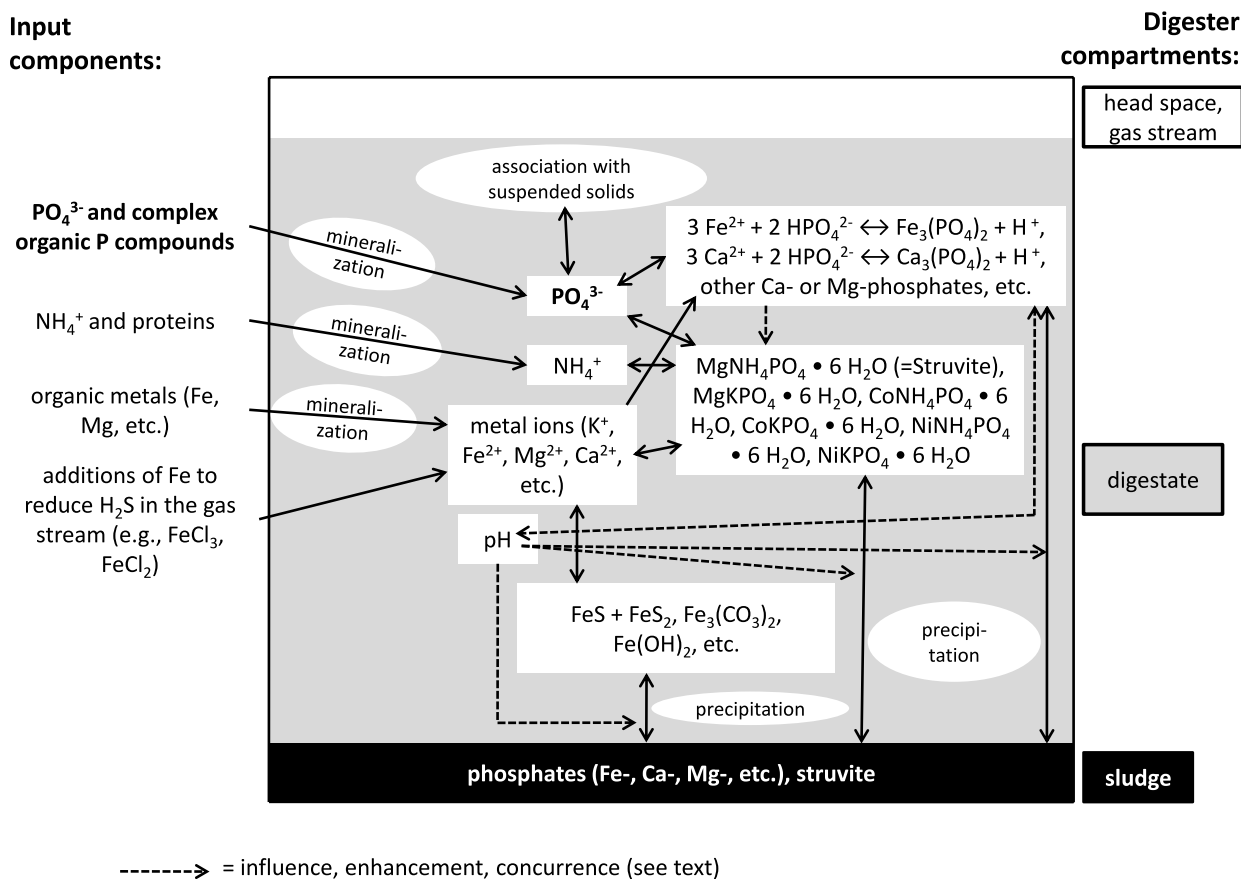 Input
components:
Digester
compartments:
head space,
gas stream
association with
suspended solids
PO₄³⁻ and complex
organic P compounds
minerali-
zation
3 Fe²⁺ + 2 HPO₄²⁻ ↔ Fe₃(PO₄)₂ + H⁺,
3 Ca²⁺ + 2 HPO₄²⁻ ↔ Ca₃(PO₄)₂ + H⁺,
other Ca- or Mg-phosphates, etc.
PO₄³⁻
NH₄⁺ and proteins
minerali-
zation
NH₄⁺
MgNH₄PO₄ • 6 H₂O (=Struvite),
MgKPO₄ • 6 H₂O, CoNH₄PO₄ • 6
H₂O, CoKPO₄ • 6 H₂O, NiNH₄PO₄
• 6 H₂O, NiKPO₄ • 6 H₂O
organic metals (Fe,
Mg, etc.)
minerali-
zation
metal ions (K⁺,
Fe²⁺, Mg²⁺, Ca²⁺,
etc.)
additions of Fe to
reduce H₂S in the gas
stream (e.g., FeCl₃,
FeCl₂)
digestate
pH
FeS + FeS₂, Fe₃(CO₃)₂,
Fe(OH)₂, etc.
precipi-
tation
precipitation
phosphates (Fe-, Ca-, Mg-, etc.), struvite
sludge
= influence, enhancement, concurrence (see text)